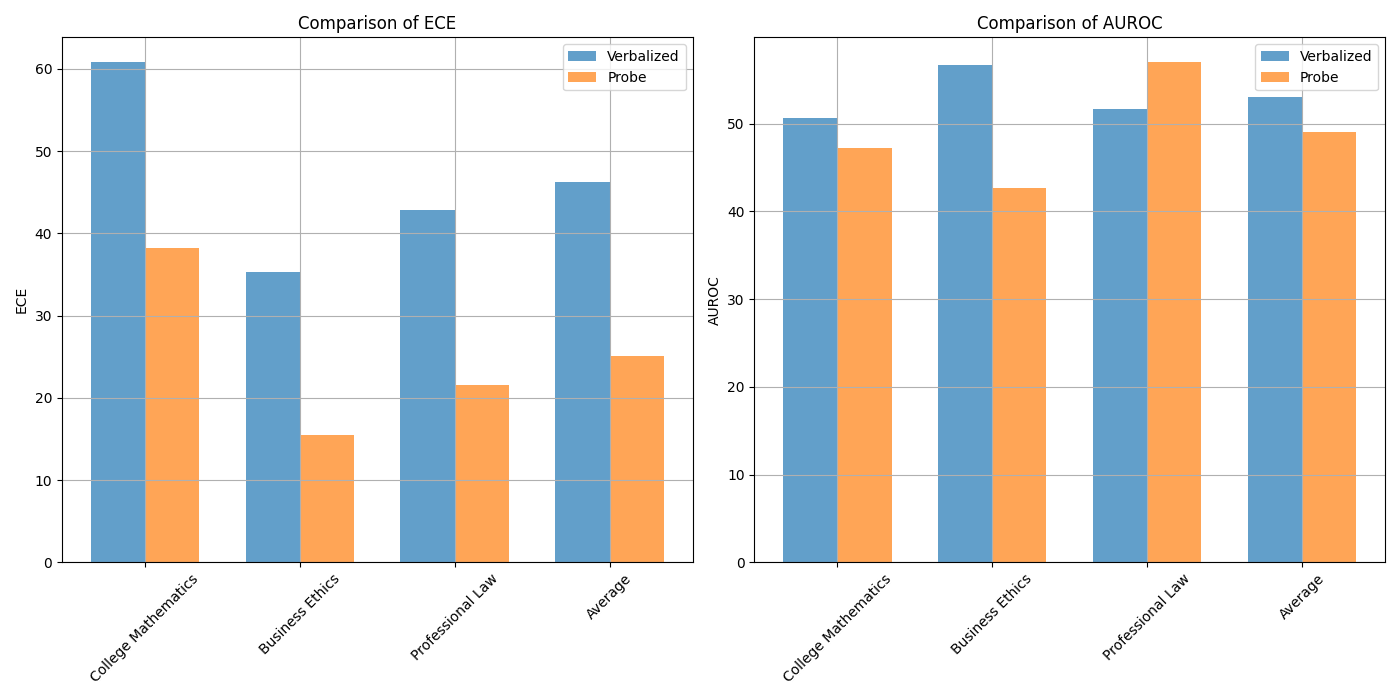 Comparison of ECE
Verbalized
Probe
ECE
60
50
40
30
20
10
0
College Mathematics
Business Ethics
Professional Law
Average
Comparison of AUROC
Verbalized
Probe
AUROC
50
40
30
20
10
0
College Mathematics
Business Ethics
Professional Law
Average